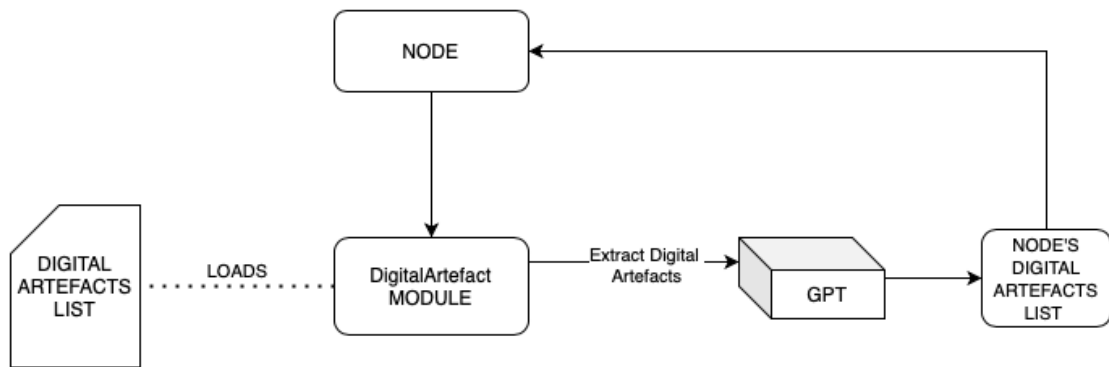 NODE
DIGITAL
ARTEFACTS
LIST
LOADS
DigitalArtefact
MODULE
Extract Digital
Artefacts
GPT
NODE'S
DIGITAL
ARTEFACTS
LIST